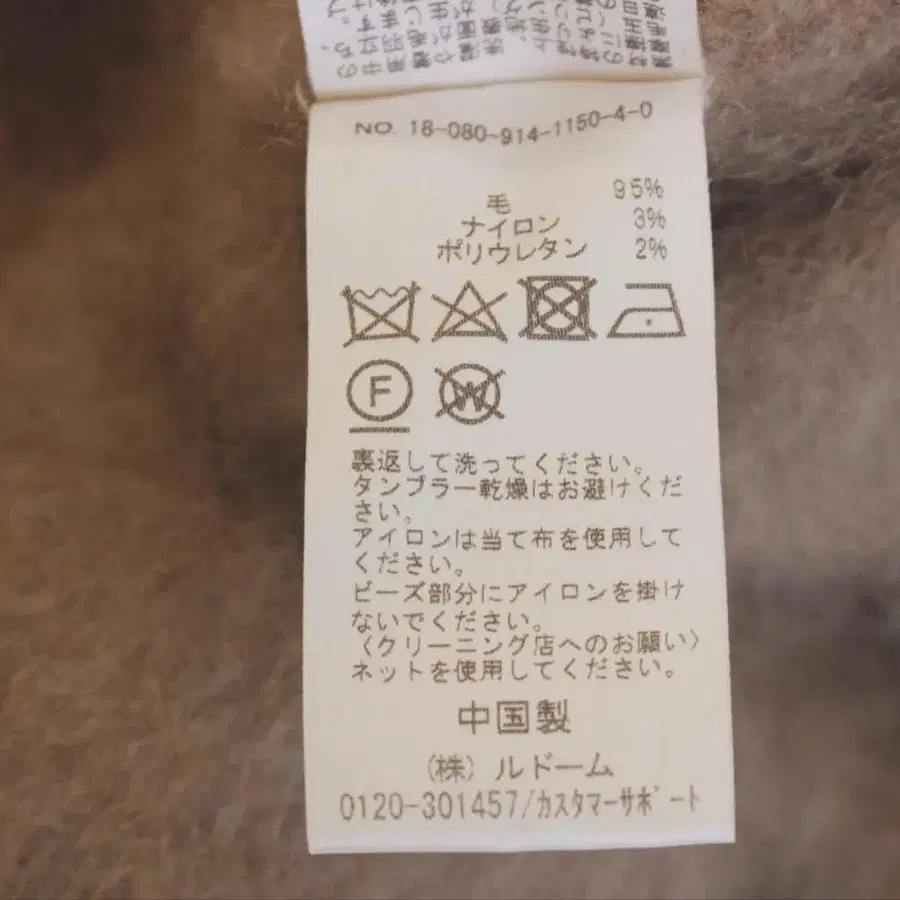 NO. 18-080-914-1150-4-0
毛 95%
ナイロン 3%
ポリウレタン 2%
F
W
裏返して洗ってください。
タンブラー乾燥はお避けくだ
さい。
アイロンは当て布を使用して
ください。
ビーズ部分にアイロンを掛け
ないでください。
〈クリーニング店へのお願い〉
ネットを使用してください。
中国製
(株) ルドーム
0120-301457/カスタマーサポート